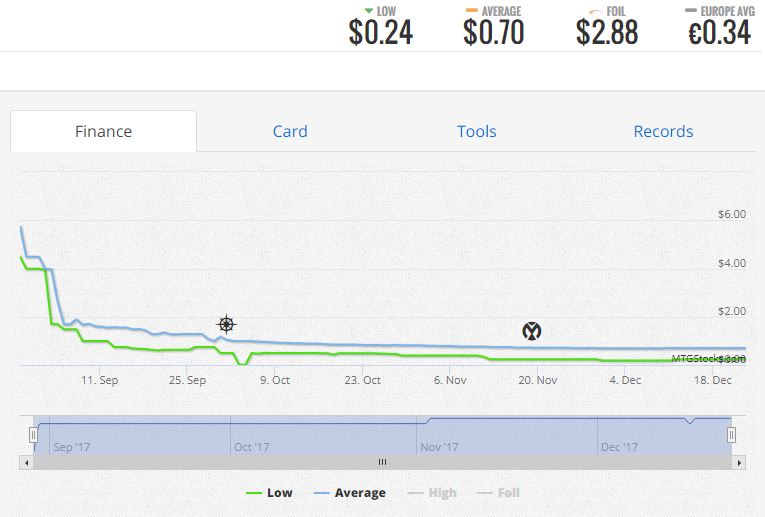 LOW AVERAGE FOIL EUROPE AVG
$0.24 $0.70 $2.88 €0.34
Finance Card Tools Records
$6.00
$4.00
$2.00
MTGStocks.com $0.00
11. Sep 25. Sep 9. Oct 23. Oct 6. Nov 20. Nov 4. Dec 18. Dec
Sep '17 Oct '17 Nov '17 Dec '17
Low Average High Foil